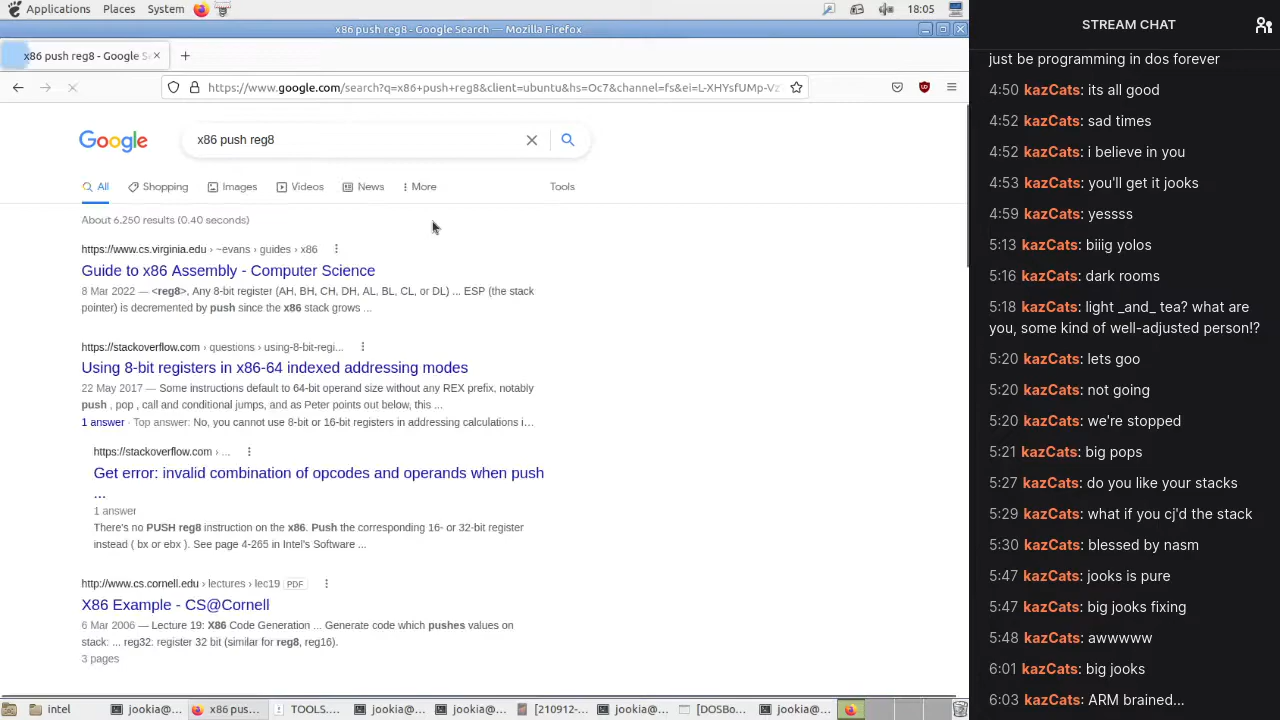 Applications Places System 18:05
x86 push reg8 - Google Search — Mozilla Firefox
x86 push reg8 - Google S
https://www.google.com/search?q=x86+push+reg8&client=ubuntu&hs=Oc7&channel=fs&ei=L-XHYsfUMp-Vz
Google
x86 push reg8
All Shopping Images Videos News More Tools
About 6,250 results (0.40 seconds)
https://www.cs.virginia.edu › ~evans › guides › x86
Guide to x86 Assembly - Computer Science
8 Mar 2022 — <reg8>, Any 8-bit register (AH, BH, CH, DH, AL, BL, CL, or DL) ... ESP (the stack
pointer) is decremented by push since the x86 stack grows ...
https://stackoverflow.com › questions › using-8-bit-regi...
Using 8-bit registers in x86-64 indexed addressing modes
22 May 2017 — Some instructions default to 64-bit operand size without any REX prefix, notably
push , pop , call and conditional jumps, and as Peter points out below, this ...
1 answer · Top answer: No, you cannot use 8-bit or 16-bit registers in addressing calculations i...
https://stackoverflow.com › ...
Get error: invalid combination of opcodes and operands when push
...
1 answer
There's no PUSH reg8 instruction on the x86. Push the corresponding 16- or 32-bit register
instead ( bx or ebx ). See page 4-265 in Intel's Software ...
http://www.cs.cornell.edu › lectures › lec19 PDF
X86 Example - CS@Cornell
6 Mar 2006 — Lecture 19: X86 Code Generation ... Generate code which pushes values on
stack: ... reg32: register 32 bit (similar for reg8, reg16).
3 pages
intel jookia@... x86 pus... TOOLS.... jookia@... jookia@... [210912-... jookia@... [DOSBo... jookia@...
STREAM CHAT
just be programming in dos forever
4:50 kazCats: its all good
4:52 kazCats: sad times
4:52 kazCats: i believe in you
4:53 kazCats: you'll get it jooks
4:59 kazCats: yessss
5:13 kazCats: biiig yolos
5:16 kazCats: dark rooms
5:18 kazCats: light _and_ tea? what are
you, some kind of well-adjusted person!?
5:20 kazCats: lets goo
5:20 kazCats: not going
5:20 kazCats: we're stopped
5:21 kazCats: big pops
5:27 kazCats: do you like your stacks
5:29 kazCats: what if you cj'd the stack
5:30 kazCats: blessed by nasm
5:47 kazCats: jooks is pure
5:47 kazCats: big jooks fixing
5:48 kazCats: awwwww
6:01 kazCats: big jooks
6:03 kazCats: ARM brained...